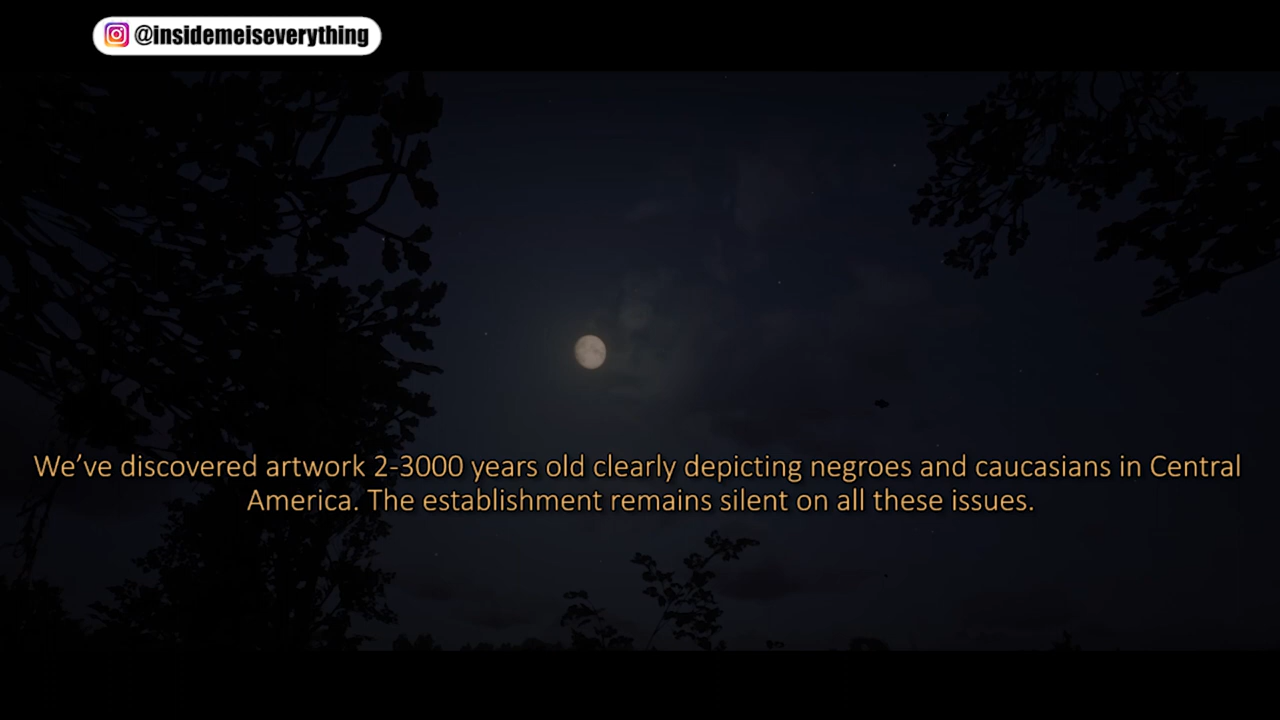 @insidemeiseverything
We’ve discovered artwork 2-3000 years old clearly depicting negroes and caucasians in Central
America. The establishment remains silent on all these issues.